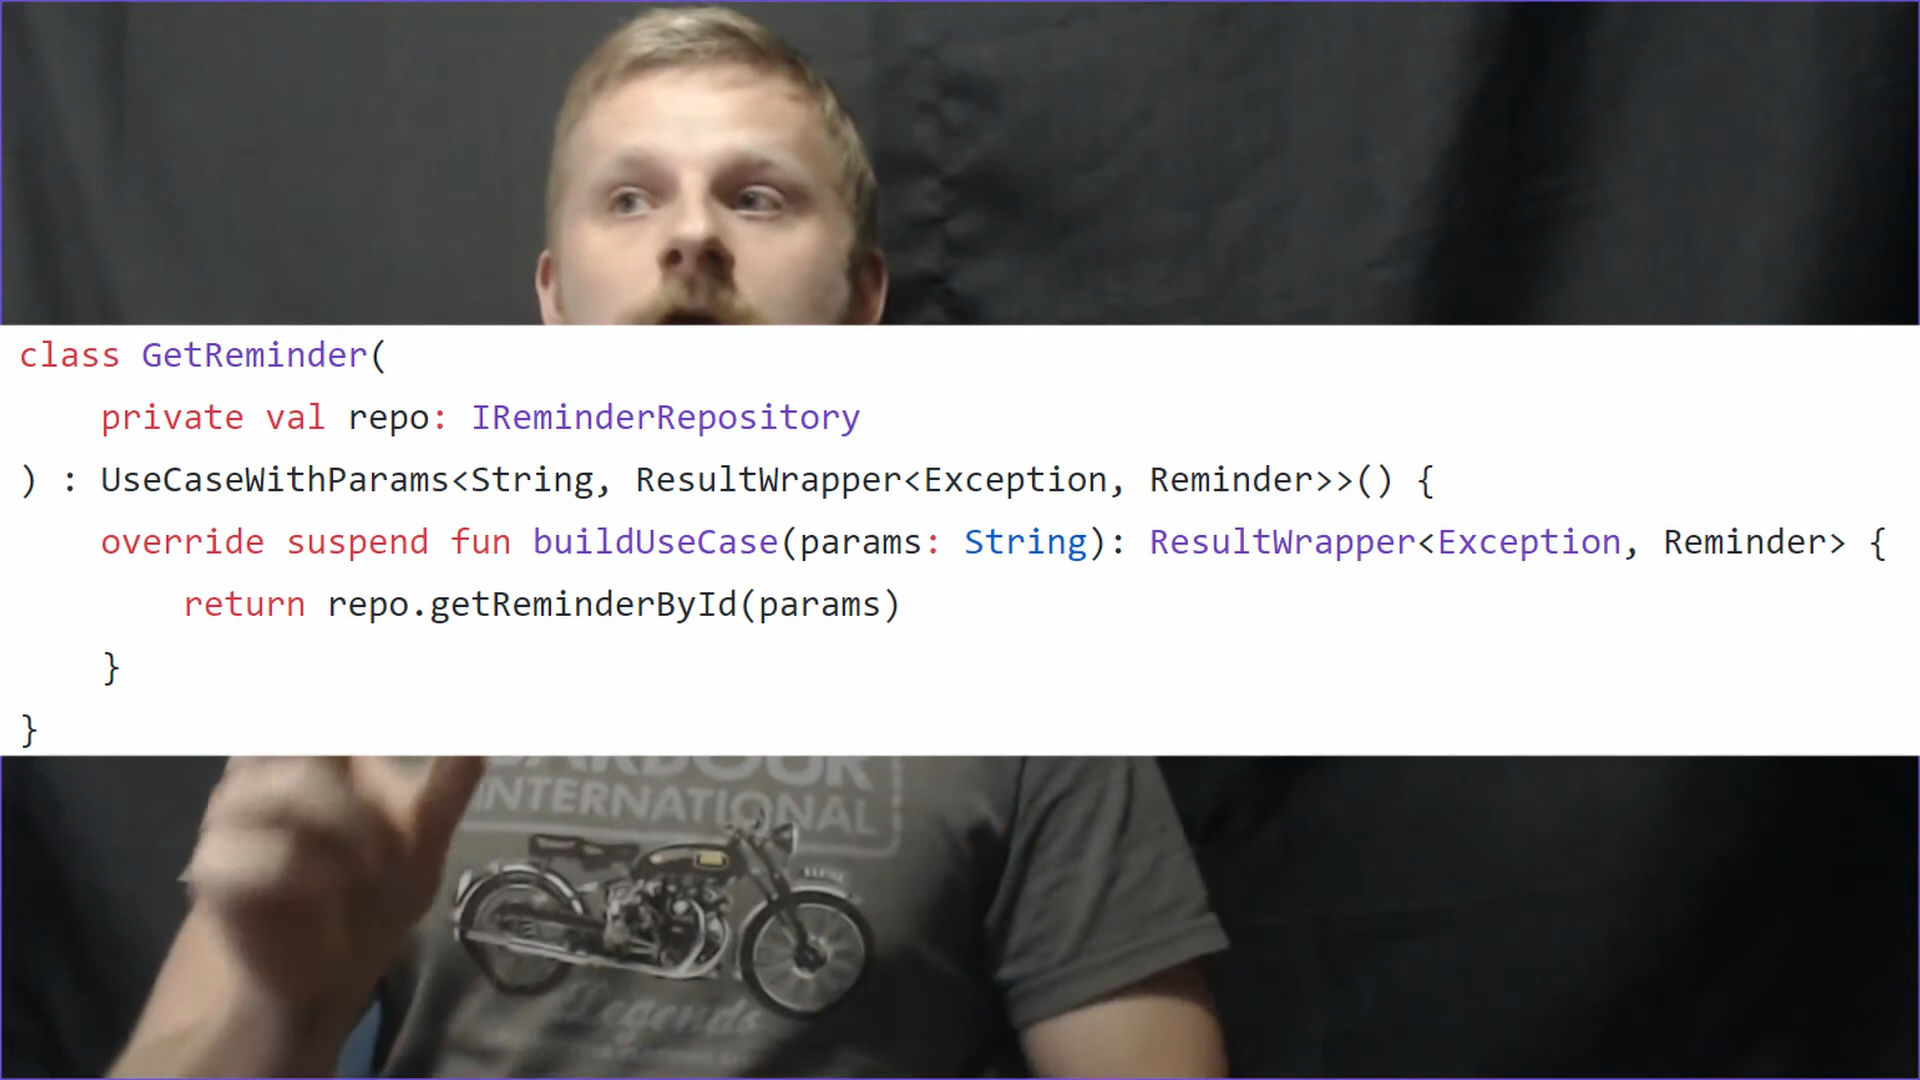 class GetReminder(
    private val repo: IReminderRepository
) : UseCaseWithParams<String, ResultWrapper<Exception, Reminder>>() {
    override suspend fun buildUseCase(params: String): ResultWrapper<Exception, Reminder> {
        return repo.getReminderById(params)
    }
}
INTERNATIONAL
Legends